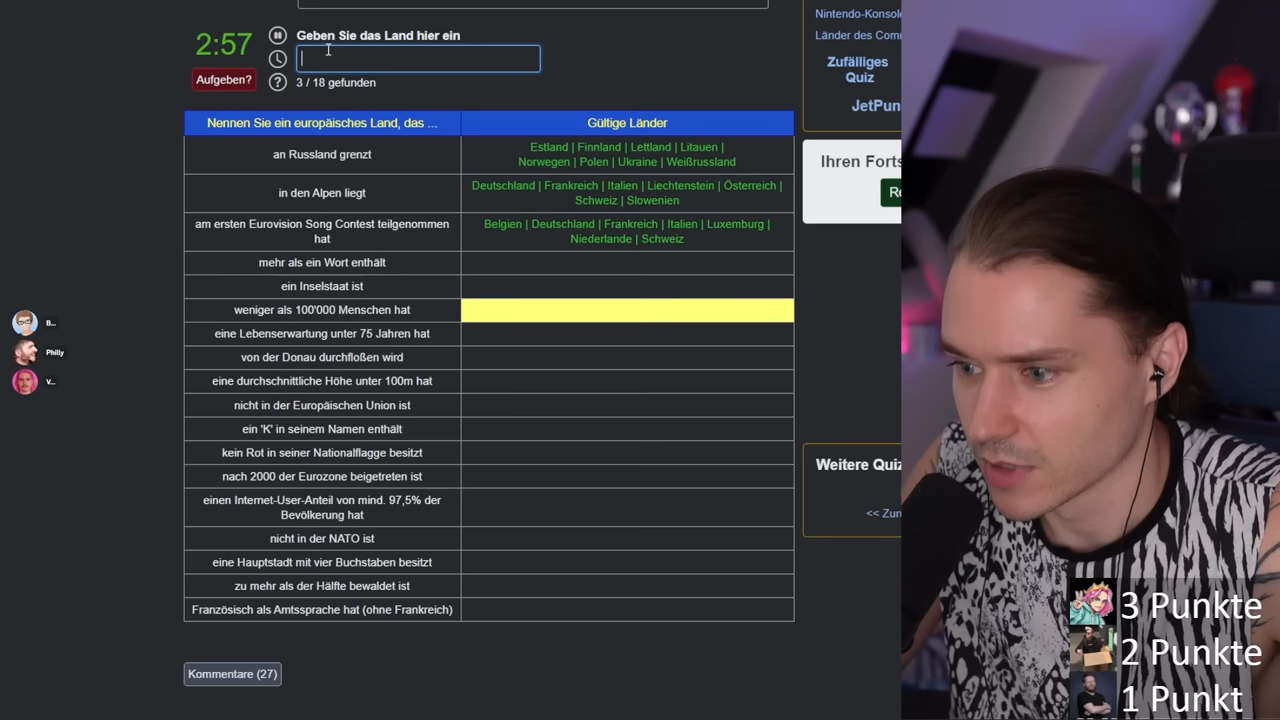 Nintendo-Konsol
2:57
Geben Sie das Land hier ein
Länder des Com
Aufgeben?
3 / 18 gefunden
Zufälliges
Quiz
JetPun
Nennen Sie ein europäisches Land, das ...
Gültige Länder
an Russland grenzt
Estland | Finnland | Lettland | Litauen |
Norwegen | Polen | Ukraine | Weißrussland
Ihren Forts
Re
in den Alpen liegt
Deutschland | Frankreich | Italien | Liechtenstein | Österreich |
Schweiz | Slowenien
am ersten Eurovision Song Contest teilgenommen
hat
Belgien | Deutschland | Frankreich | Italien | Luxemburg |
Niederlande | Schweiz
mehr als ein Wort enthält
ein Inselstaat ist
weniger als 100'000 Menschen hat
B...
eine Lebenserwartung unter 75 Jahren hat
Philly
von der Donau durchfloßen wird
V...
eine durchschnittliche Höhe unter 100m hat
nicht in der Europäischen Union ist
ein 'K' in seinem Namen enthält
kein Rot in seiner Nationalflagge besitzt
Weitere Quiz
nach 2000 der Eurozone beigetreten ist
einen Internet-User-Anteil von mind. 97,5% der
Bevölkerung hat
<< Zur
nicht in der NATO ist
eine Hauptstadt mit vier Buchstaben besitzt
zu mehr als der Hälfte bewaldet ist
Französisch als Amtssprache hat (ohne Frankreich)
3 Punkte
2 Punkte
1 Punkt
Kommentare (27)